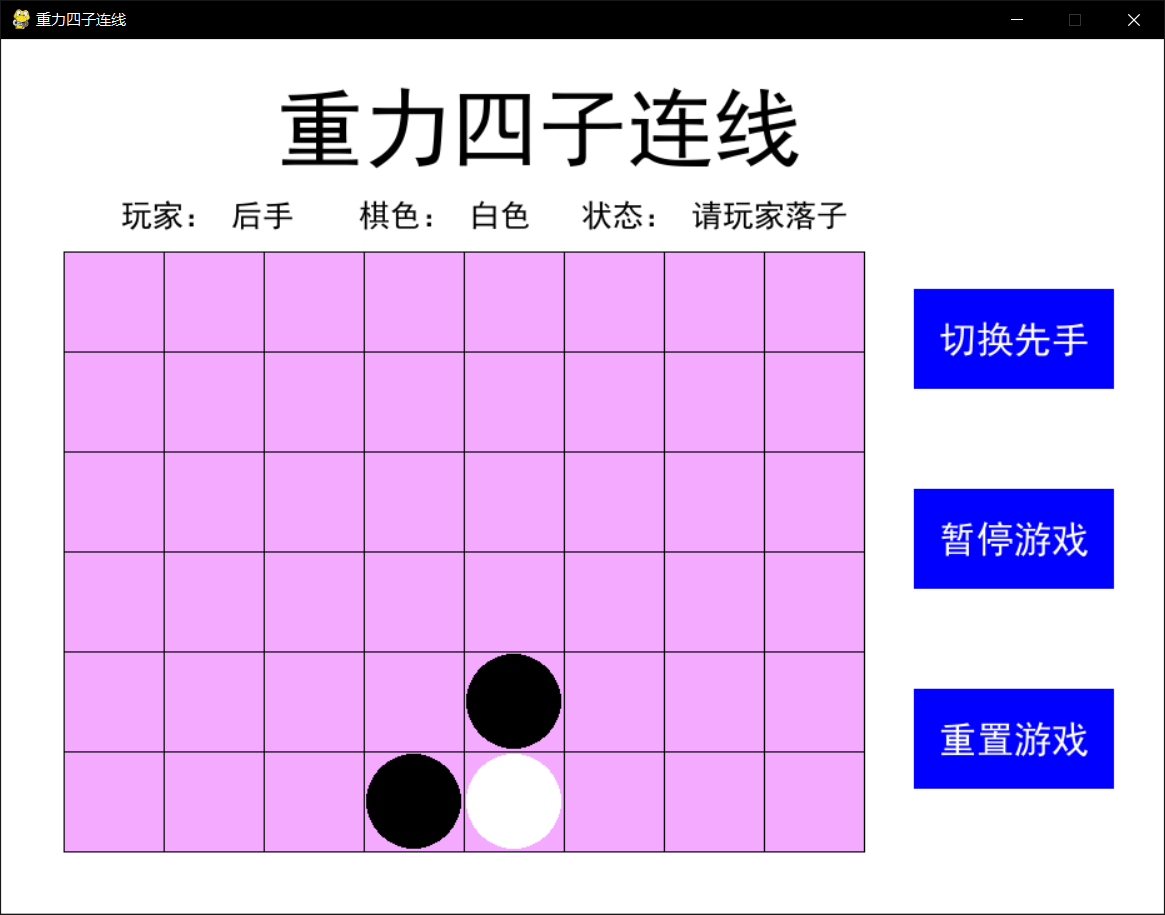 重力四子连线
重力四子连线
玩家： 后手 棋色： 白色 状态： 请玩家落子
切换先手
暂停游戏
重置游戏